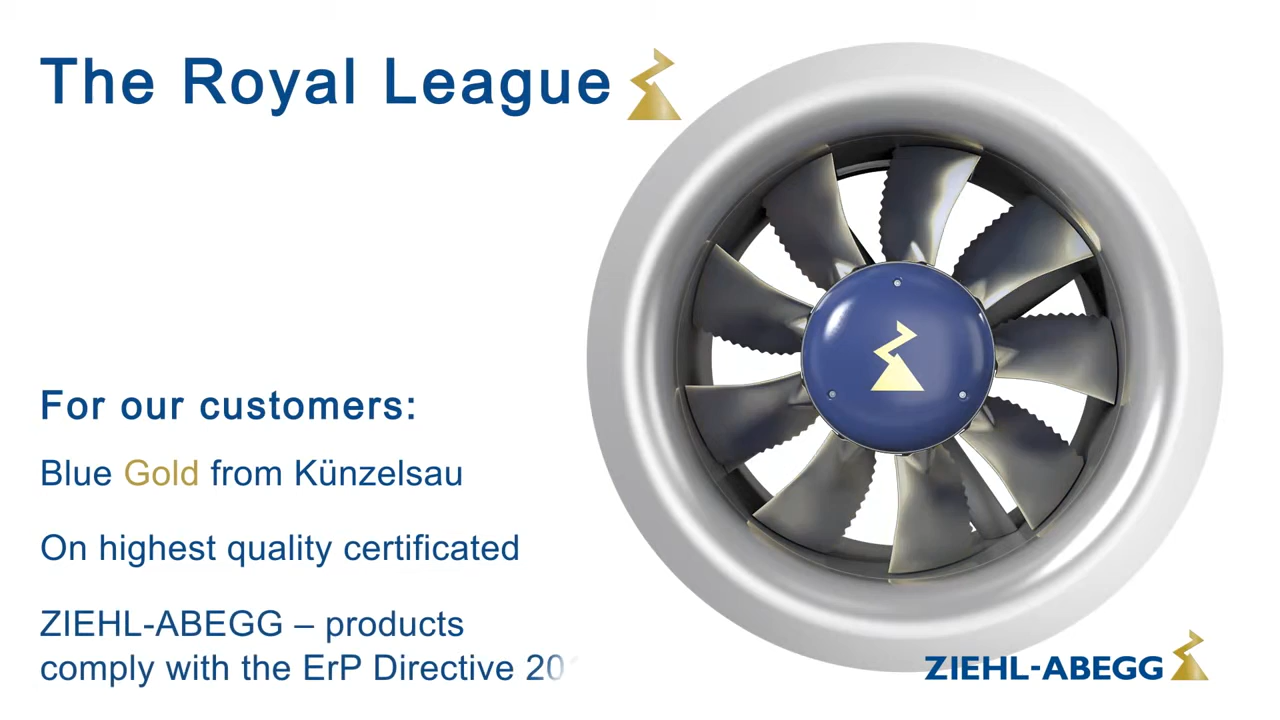 The Royal League
For our customers:
Blue Gold from Künzelsau
On highest quality certificated
ZIEHL-ABEGG – products
comply with the ErP Directive
ZIEHL-ABEGG